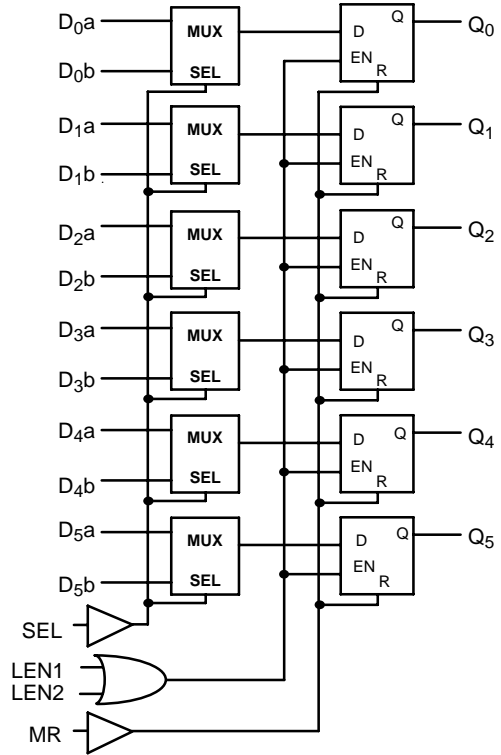 D0a MUX Q Q0
D
D0b SEL EN R
D1a MUX Q Q1
D
D1b SEL EN R
D2a MUX Q Q2
D
D2b SEL EN R
D3a MUX Q Q3
D
D3b SEL EN R
D4a MUX Q Q4
D
D4b SEL EN R
D5a MUX Q Q5
D
D5b SEL EN R
SEL
LEN1
LEN2
MR